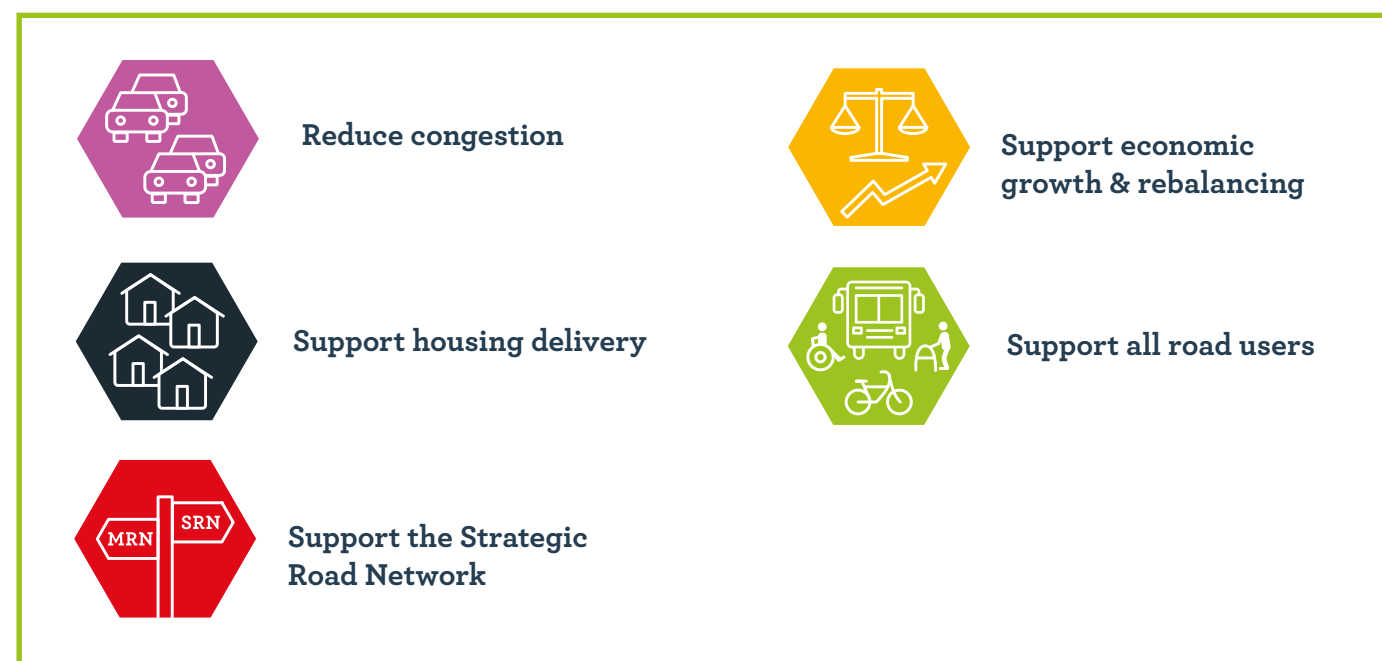 Reduce congestion
Support economic
growth & rebalancing
Support housing delivery
Support all road users
MRN
SRN
Support the Strategic
Road Network